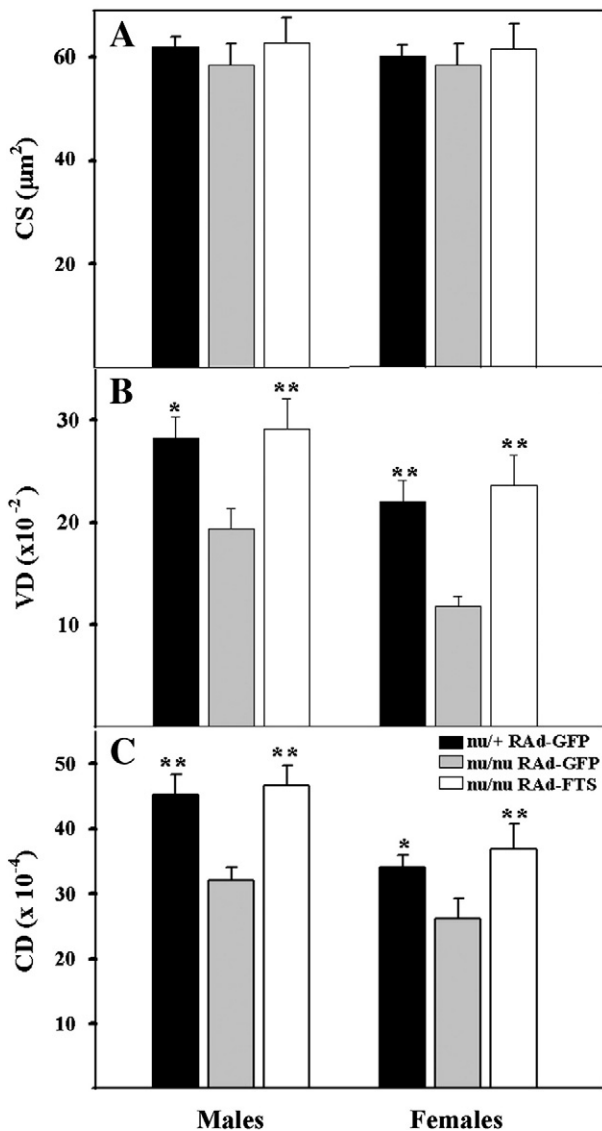 A
60
40
20
CS (µm²)
B
* ** ** **
30
20
10
VD (x10⁻²)
C
nu/+ RAd-GFP
nu/nu RAd-GFP
nu/nu RAd-FTS
** ** * **
50
40
30
20
10
CD (x 10⁻⁴)
Males Females